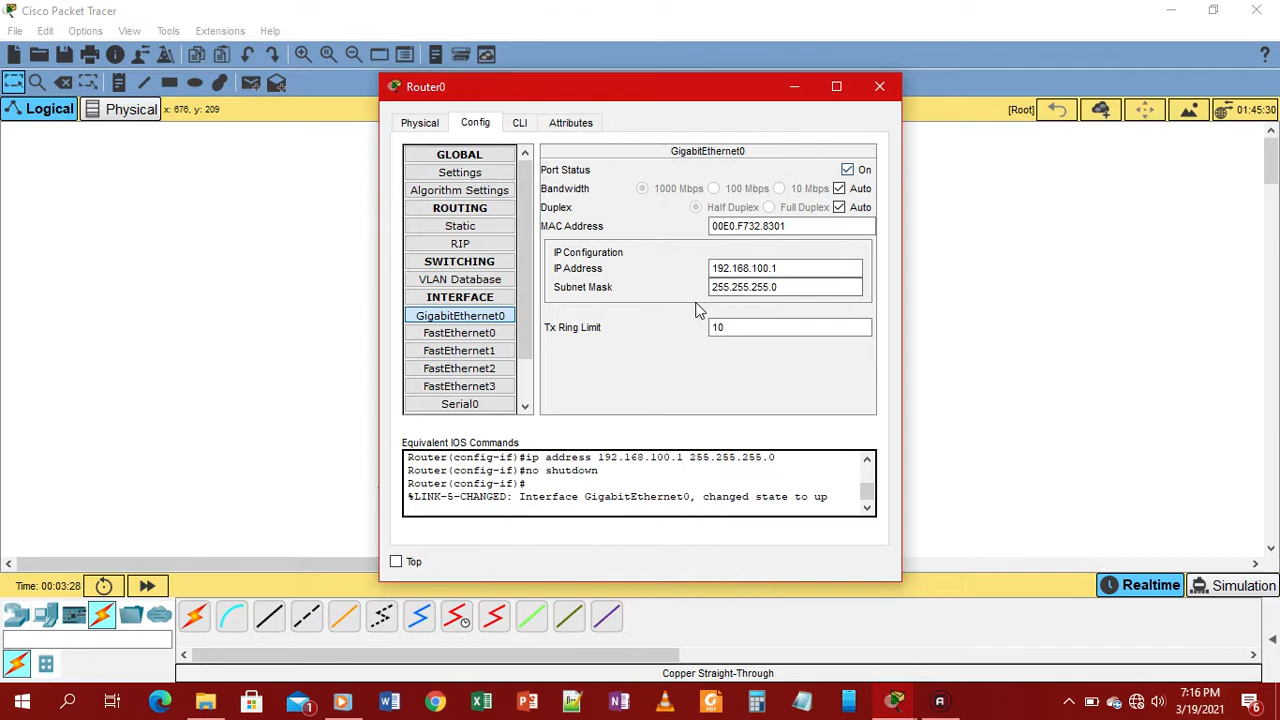 Cisco Packet Tracer
File Edit Options View Tools Extensions Help
Logical Physical x: 676, y: 209 [Root] 01:45:30
Router0
Physical Config CLI Attributes
GLOBAL
Settings
Algorithm Settings
ROUTING
Static
RIP
SWITCHING
VLAN Database
INTERFACE
GigabitEthernet0
FastEthernet0
FastEthernet1
FastEthernet2
FastEthernet3
Serial0
GigabitEthernet0
Port Status On
Bandwidth 1000 Mbps 100 Mbps 10 Mbps Auto
Duplex Half Duplex Full Duplex Auto
MAC Address 00E0.F732.8301
IP Configuration
IP Address 192.168.100.1
Subnet Mask 255.255.255.0
Tx Ring Limit 10
Equivalent IOS Commands
Router(config-if)#ip address 192.168.100.1 255.255.255.0
Router(config-if)#no shutdown
Router(config-if)#
%LINK-5-CHANGED: Interface GigabitEthernet0, changed state to up
Top
Time: 00:03:28 Realtime Simulation
Copper Straight-Through
7:16 PM
3/19/2021